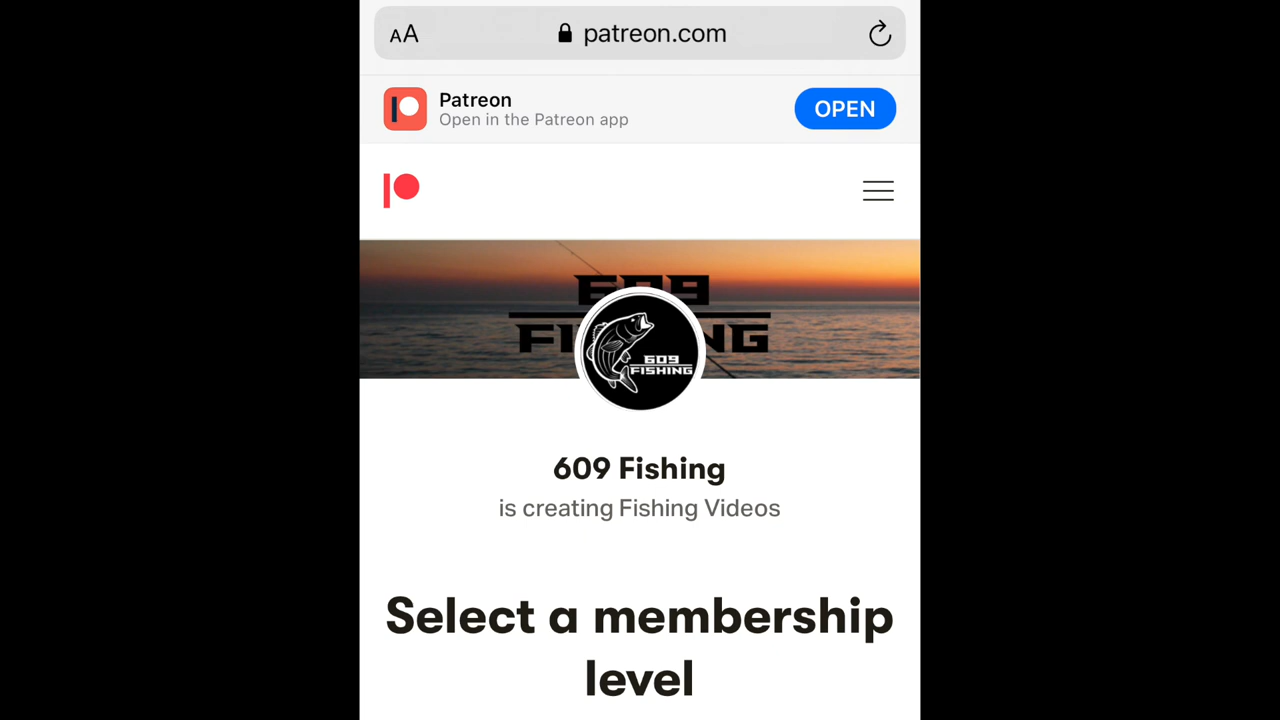 AA
patreon.com
Patreon
Open in the Patreon app
OPEN
609
FISHING
609
FISHING
609 Fishing
is creating Fishing Videos
Select a membership
level